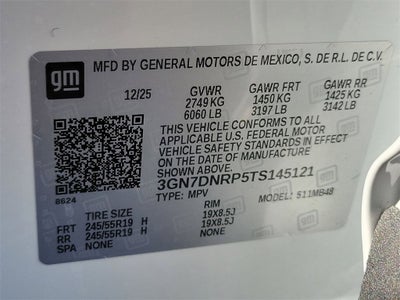 gm MFD BY GENERAL MOTORS DE MEXICO, S. DE R.L. DE C.V.
12/25 GVWR GAWR FRT GAWR RR
2749 KG 1450 KG 1425 KG
6060 LB 3197 LB 3142 LB
THIS VEHICLE CONFORMS TO ALL
APPLICABLE U.S. FEDERAL MOTOR
VEHICLE SAFETY AND THEFT PREVENTION
STANDARDS IN EFFECT ON THE DATE OF
MANUFACTURE SHOWN ABOVE.
3GN7DNRP5TS145121
8624 TYPE: MPV MODEL: 511MB48
TIRE SIZE RIM
FRT 245/55R19 H 19X8.5J
RR 245/55R19 H 19X8.5J
SPA NONE NONE